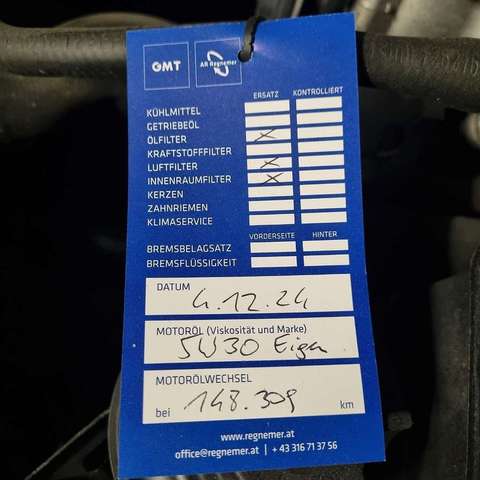 GMT AR Regnemer
ERSATZ KONTROLLIERT
KÜHLMITTEL
GETRIEBEÖL
ÖLFILTER X
KRAFTSTOFFFILTER
LUFTFILTER X
INNENRAUMFILTER X
KERZEN
ZAHNRIEMEN
KLIMASERVICE
VORDERSEITE HINTER
BREMSBELAGSATZ
BREMSFLÜSSIGKEIT
DATUM
4.12.24
MOTORÖL (Viskosität und Marke)
5W30
MOTORÖLWECHSEL
bei 148.309 km
www.regnemer.at
office@regnemer.at | +43 316 71 37 56